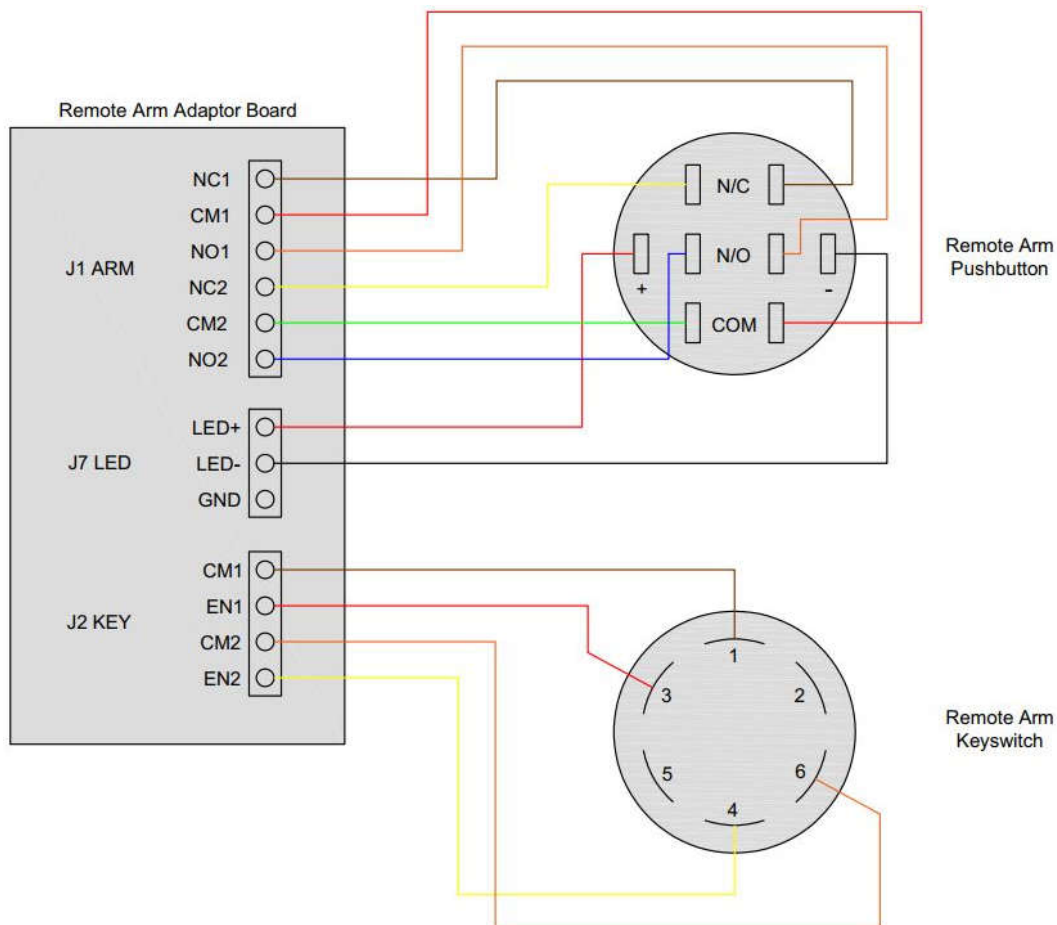 Remote Arm Adaptor Board
J1 ARM
NC1
CM1
NO1
NC2
CM2
NO2
J7 LED
LED+
LED-
GND
J2 KEY
CM1
EN1
CM2
EN2
N/C
N/O
+
-
COM
Remote Arm
Pushbutton
1
2
3
5
6
4
Remote Arm
Keyswitch